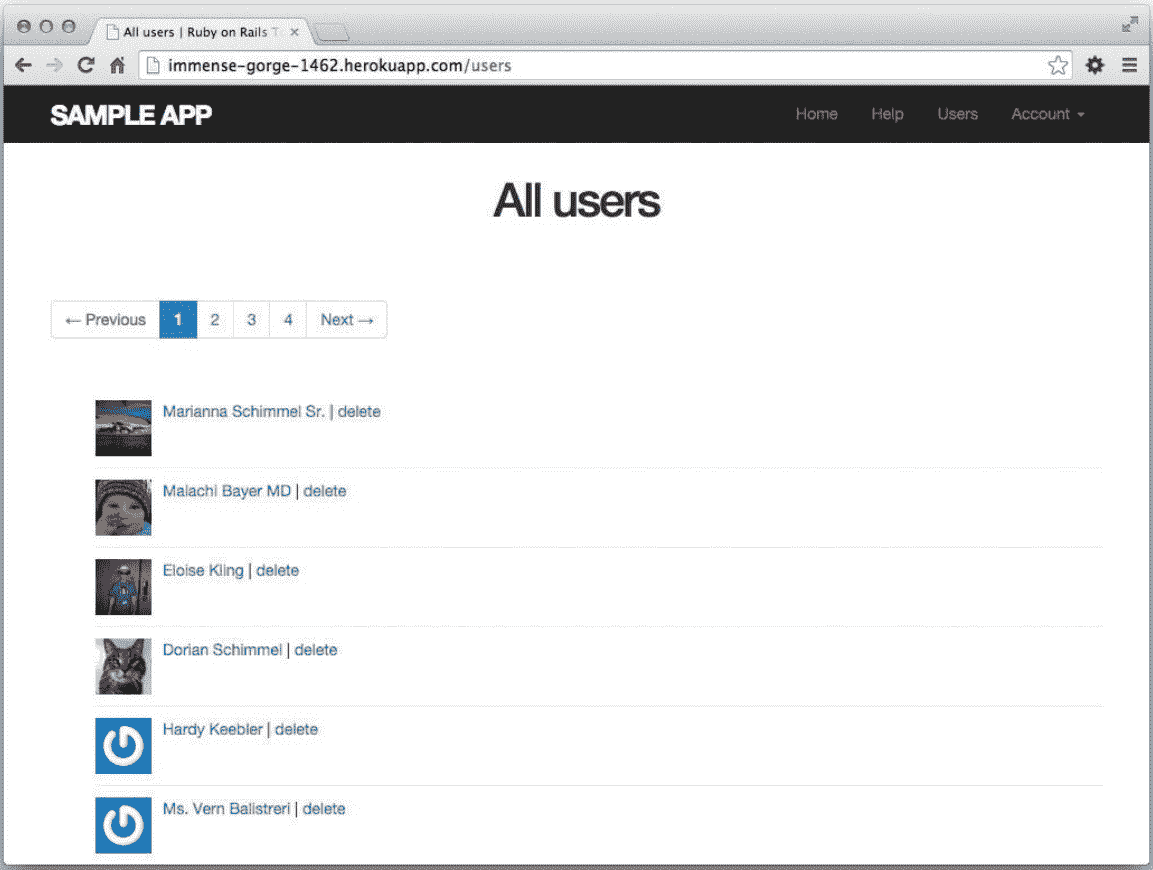 All users | Ruby on Rails T
immense-gorge-1462.herokuapp.com/users
SAMPLE APP Home Help Users Account
All users
← Previous 1 2 3 4 Next →
Marianna Schimmel Sr. | delete
Malachi Bayer MD | delete
Eloise Kling | delete
Dorian Schimmel | delete
Hardy Keebler | delete
Ms. Vern Balistreri | delete